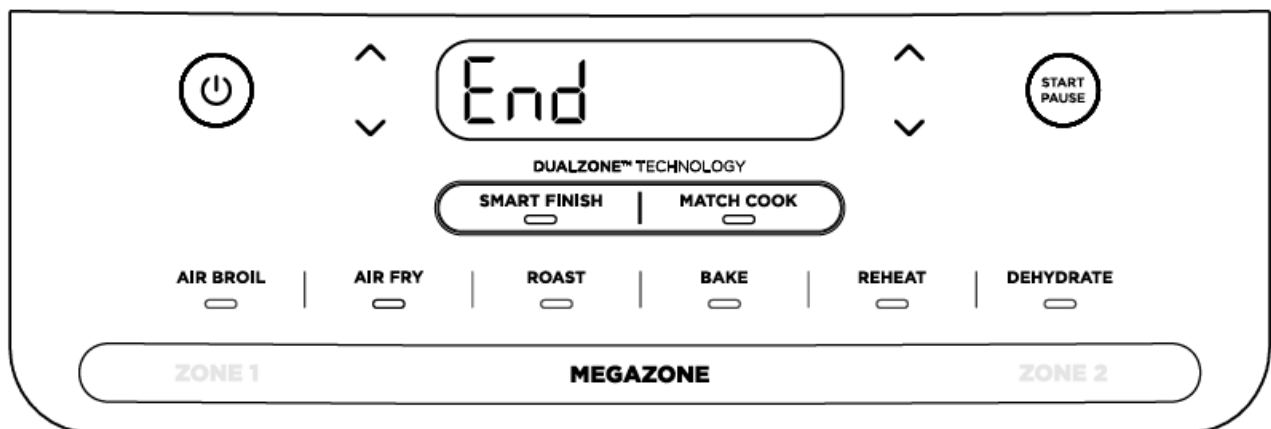 End
START
PAUSE
DUALZONE™ TECHNOLOGY
SMART FINISH
MATCH COOK
AIR BROIL
AIR FRY
ROAST
BAKE
REHEAT
DEHYDRATE
ZONE 1
MEGAZONE
ZONE 2